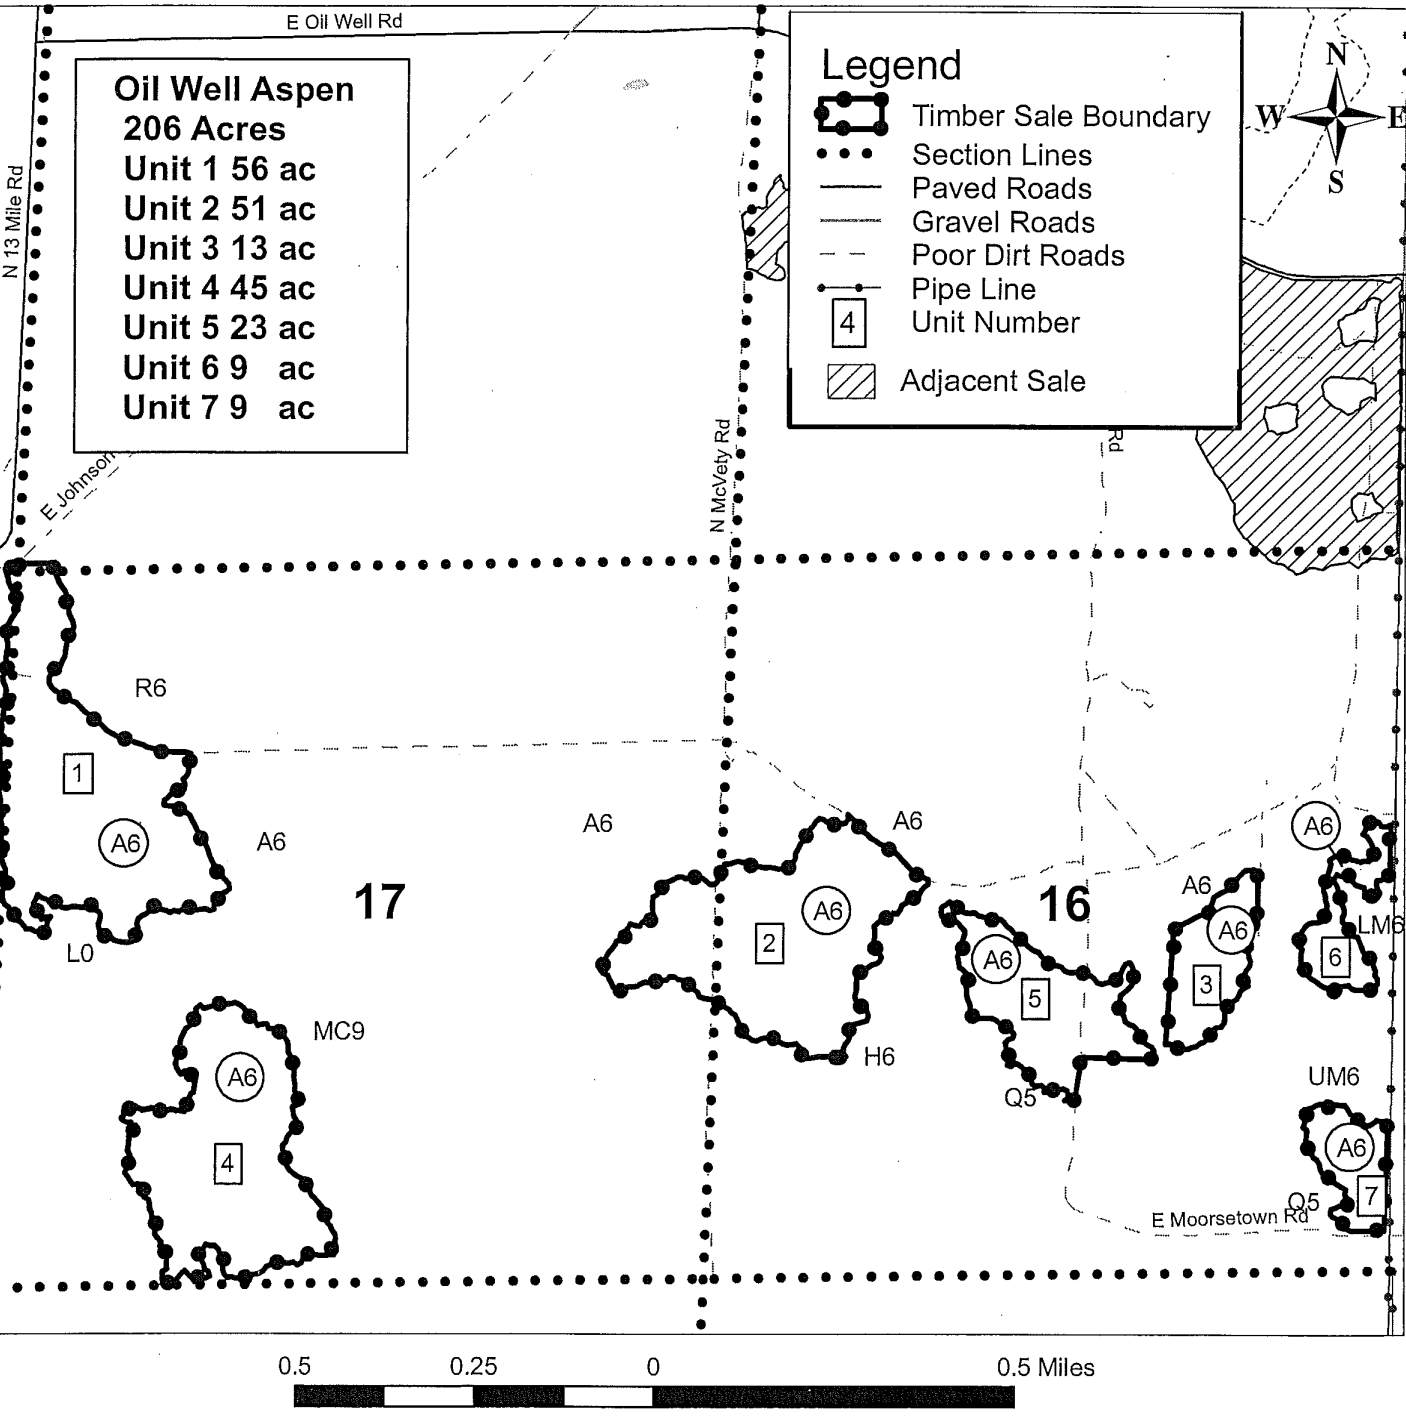 E Oil Well Rd
Oil Well Aspen
206 Acres
Unit 1 56 ac
Unit 2 51 ac
Unit 3 13 ac
Unit 4 45 ac
Unit 5 23 ac
Unit 6 9 ac
Unit 7 9 ac
Legend
Timber Sale Boundary
Section Lines
Paved Roads
Gravel Roads
Poor Dirt Roads
Pipe Line
4 Unit Number
Adjacent Sale
N
W E
S
N 13 Mile Rd
E Johnson
N McVety Rd
Rd
R6
1
A6
A6
L0
17
A6
A6
A6
2
H6
16
A6
5
Q5
A6
A6
3
A6
LM6
6
MC9
A6
4
UM6
A6
7
Q5
E Moorsetown Rd
0.5 0.25 0 0.5 Miles